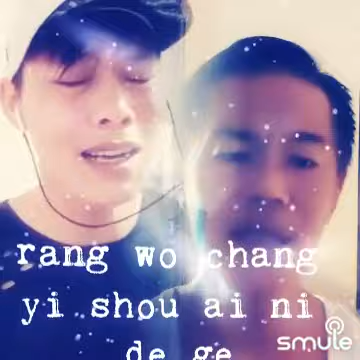 rang wo chang
yi shou ai ni
de ge
smule